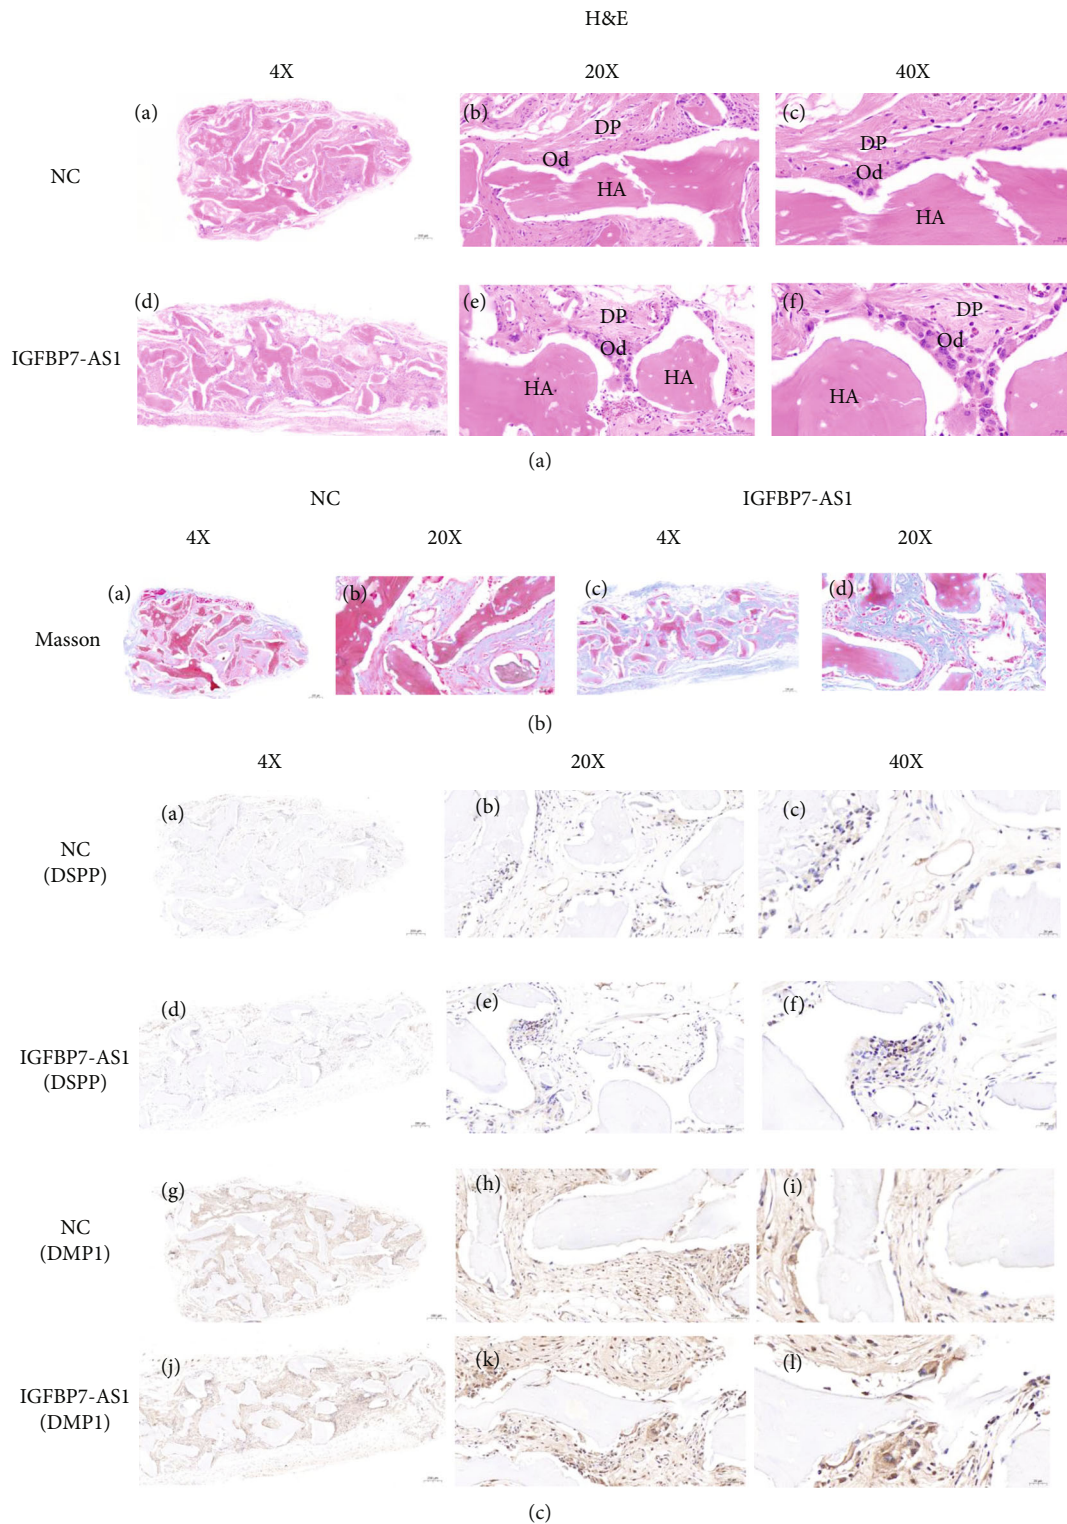 H&E
4X 20X 40X
(a) (b) (c)
NC
DP DP
Od Od
HA HA
(d) (e) (f)
IGFBP7-AS1
DP DP
Od Od
HA HA HA
(a)
NC IGFBP7-AS1
4X 20X 4X 20X
(a) (b) (c) (d)
Masson
(b)
4X 20X 40X
(a) (b) (c)
NC
(DSPP)
(d) (e) (f)
IGFBP7-AS1
(DSPP)
(g) (h) (i)
NC
(DMP1)
(j) (k) (l)
IGFBP7-AS1
(DMP1)
(c)